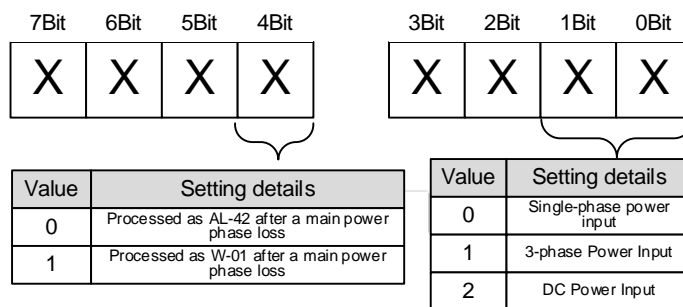 7Bit 6Bit 5Bit 4Bit 3Bit 2Bit 1Bit 0Bit
X X X X X X X X
Value Setting details
0 Processed as AL-42 after a main power
phase loss
1 Processed as W-01 after a main power
phase loss
Value Setting details
0 Single-phase power
input
1 3-phase Power Input
2 DC Power Input